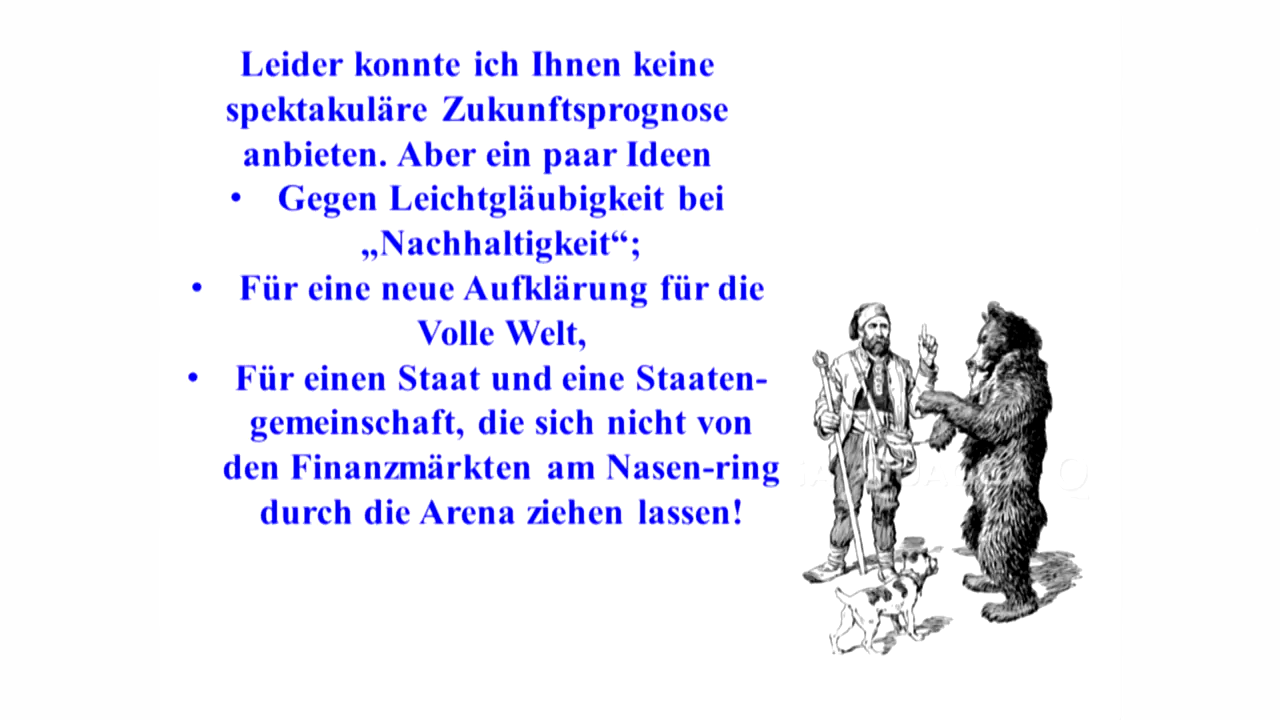 Leider konnte ich Ihnen keine
spektakuläre Zukunftsprognose
anbieten. Aber ein paar Ideen
• Gegen Leichtgläubigkeit bei
„Nachhaltigkeit“;
• Für eine neue Aufklärung für die
Volle Welt,
• Für einen Staat und eine Staaten-
gemeinschaft, die sich nicht von
den Finanzmärkten am Nasen-ring
durch die Arena ziehen lassen!